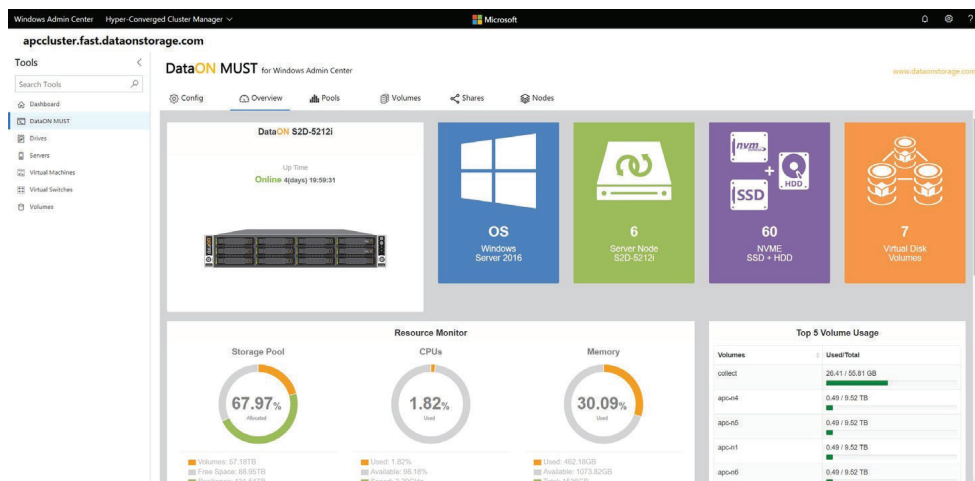 Windows Admin Center Hyper-Converged Cluster Manager
Microsoft
?
apccluster.fast.dataonstorage.com
Tools
Search Tools
Dashboard
DataON MUST
Drives
Servers
Virtual Machines
Virtual Switches
Volumes
DataON MUST for Windows Admin Center
www.dataonstorage.com
Config Overview Pools Volumes Shares Nodes
DataON S2D-5212i
Up Time
Online 4(days) 19:59:31
OS
Windows
Server 2016
6
Server Node
S2D-5212i
nvm
SSD
+
HDD
60
NVME
SSD + HDD
7
Virtual Disk
Volumes
Resource Monitor
Storage Pool
67.97%
Allocated
Volumes: 57.18TB
Free Space: 88.95TB
CPUs
1.82%
Used
Used: 1.82%
Available: 98.18%
Memory
30.09%
Used
Used: 462.18GB
Available: 1073.82GB
Top 5 Volume Usage
Volumes Used/Total
collect 26.41 / 55.81 GB
apc-n4 0.49 / 9.52 TB
apc-n5 0.49 / 9.52 TB
apc-n1 0.49 / 9.52 TB
apc-n6 0.49 / 9.52 TB